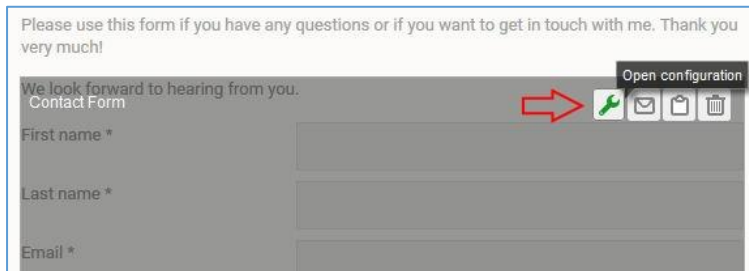 Please use this form if you have any questions or if you want to get in touch with me. Thank you
very much!
Open configuration
We look forward to hearing from you.
Contact Form
First name *
Last name *
Email *